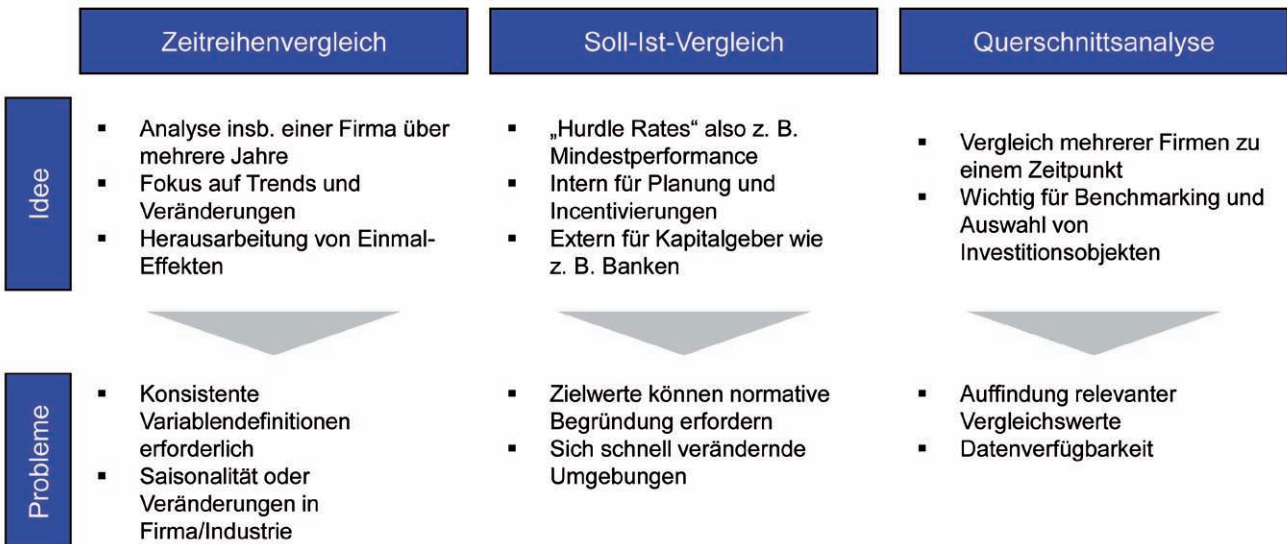 Zeitreihenvergleich
Soll-Ist-Vergleich
Querschnittsanalyse
Idee
▪ Analyse insb. einer Firma über
mehrere Jahre
▪ Fokus auf Trends und
Veränderungen
▪ Herausarbeitung von Einmal-
Effekten
▪ „Hurdle Rates“ also z. B.
Mindestperformance
▪ Intern für Planung und
Incentivierungen
▪ Extern für Kapitalgeber wie
z. B. Banken
▪ Vergleich mehrerer Firmen zu
einem Zeitpunkt
▪ Wichtig für Benchmarking und
Auswahl von
Investitionsobjekten
Probleme
▪ Konsistente
Variablendefinitionen
erforderlich
▪ Saisonalität oder
Veränderungen in
Firma/Industrie
▪ Zielwerte können normative
Begründung erfordern
▪ Sich schnell verändernde
Umgebungen
▪ Auffindung relevanter
Vergleichswerte
▪ Datenverfügbarkeit